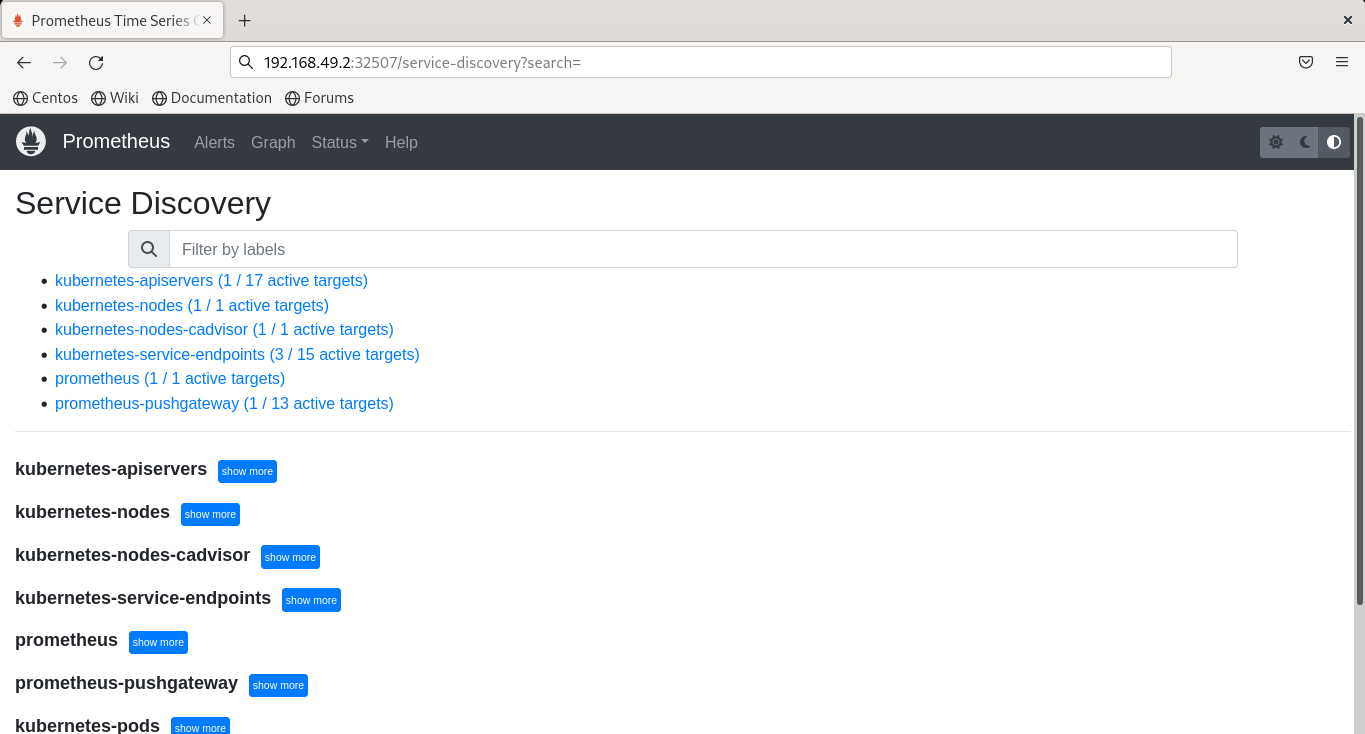 Prometheus Time Series
192.168.49.2:32507/service-discovery?search=
Centos Wiki Documentation Forums
Prometheus Alerts Graph Status Help
Service Discovery
Filter by labels
kubernetes-apiservers (1 / 17 active targets)
kubernetes-nodes (1 / 1 active targets)
kubernetes-nodes-cadvisor (1 / 1 active targets)
kubernetes-service-endpoints (3 / 15 active targets)
prometheus (1 / 1 active targets)
prometheus-pushgateway (1 / 13 active targets)
kubernetes-apiservers show more
kubernetes-nodes show more
kubernetes-nodes-cadvisor show more
kubernetes-service-endpoints show more
prometheus show more
prometheus-pushgateway show more
kubernetes-pods show more